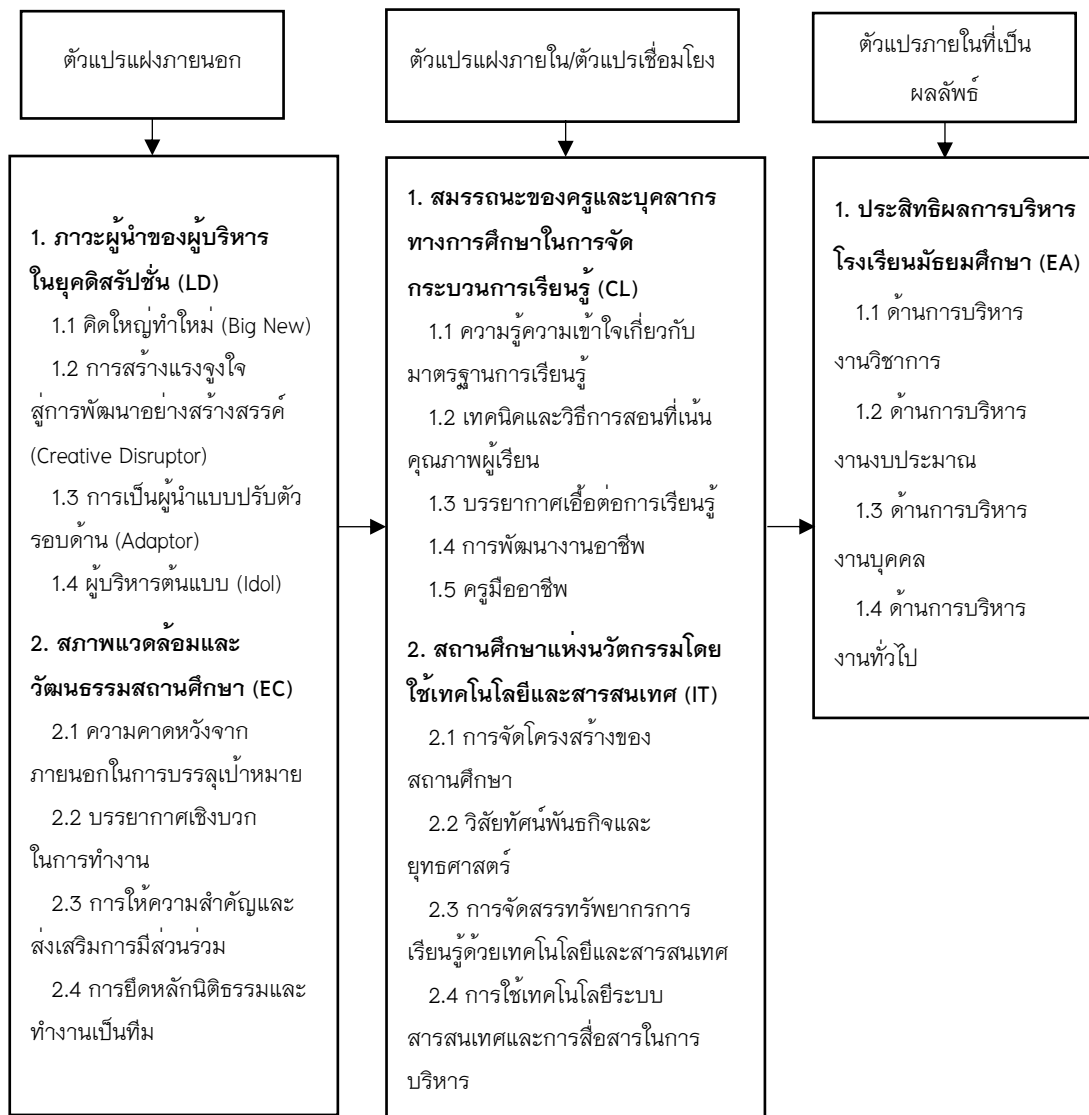 ตัวแปรแฝงภายนอก
ตัวแปรแฝงภายใน/ตัวแปรเชื่อมโยง
ตัวแปรภายในที่เป็น
ผลลัพธ์
1. ภาวะผู้นำของผู้บริหาร
ในยุคดิสรัปชั่น (LD)
1.1 คิดใหญ่ทำใหม่ (Big New)
1.2 การสร้างแรงจูงใจ
สู่การพัฒนาอย่างสร้างสรรค์
(Creative Disruptor)
1.3 การเป็นผู้นำแบบปรับตัว
รอบด้าน (Adaptor)
1.4 ผู้บริหารต้นแบบ (Idol)
2. สภาพแวดล้อมและ
วัฒนธรรมสถานศึกษา (EC)
2.1 ความคาดหวังจาก
ภายนอกในการบรรลุเป้าหมาย
2.2 บรรยากาศเชิงบวก
ในการทำงาน
2.3 การให้ความสำคัญและ
ส่งเสริมการมีส่วนร่วม
2.4 การยึดหลักนิติธรรมและ
ทำงานเป็นทีม
1. สมรรถนะของครูและบุคลากร
ทางการศึกษาในการจัด
กระบวนการเรียนรู้ (CL)
1.1 ความรู้ความเข้าใจเกี่ยวกับ
มาตรฐานการเรียนรู้
1.2 เทคนิคและวิธีการสอนที่เน้น
คุณภาพผู้เรียน
1.3 บรรยากาศเอื้อต่อการเรียนรู้
1.4 การพัฒนางานอาชีพ
1.5 ครูมืออาชีพ
2. สถานศึกษาแห่งนวัตกรรมโดย
ใช้เทคโนโลยีและสารสนเทศ (IT)
2.1 การจัดโครงสร้างของ
สถานศึกษา
2.2 วิสัยทัศน์พันธกิจและ
ยุทธศาสตร์
2.3 การจัดสรรทรัพยากรการ
เรียนรู้ด้วยเทคโนโลยีและสารสนเทศ
2.4 การใช้เทคโนโลยีระบบ
สารสนเทศและการสื่อสารในการ
บริหาร
1. ประสิทธิผลการบริหาร
โรงเรียนมัธยมศึกษา (EA)
1.1 ด้านการบริหาร
งานวิชาการ
1.2 ด้านการบริหาร
งานงบประมาณ
1.3 ด้านการบริหาร
งานบุคคล
1.4 ด้านการบริหาร
งานทั่วไป